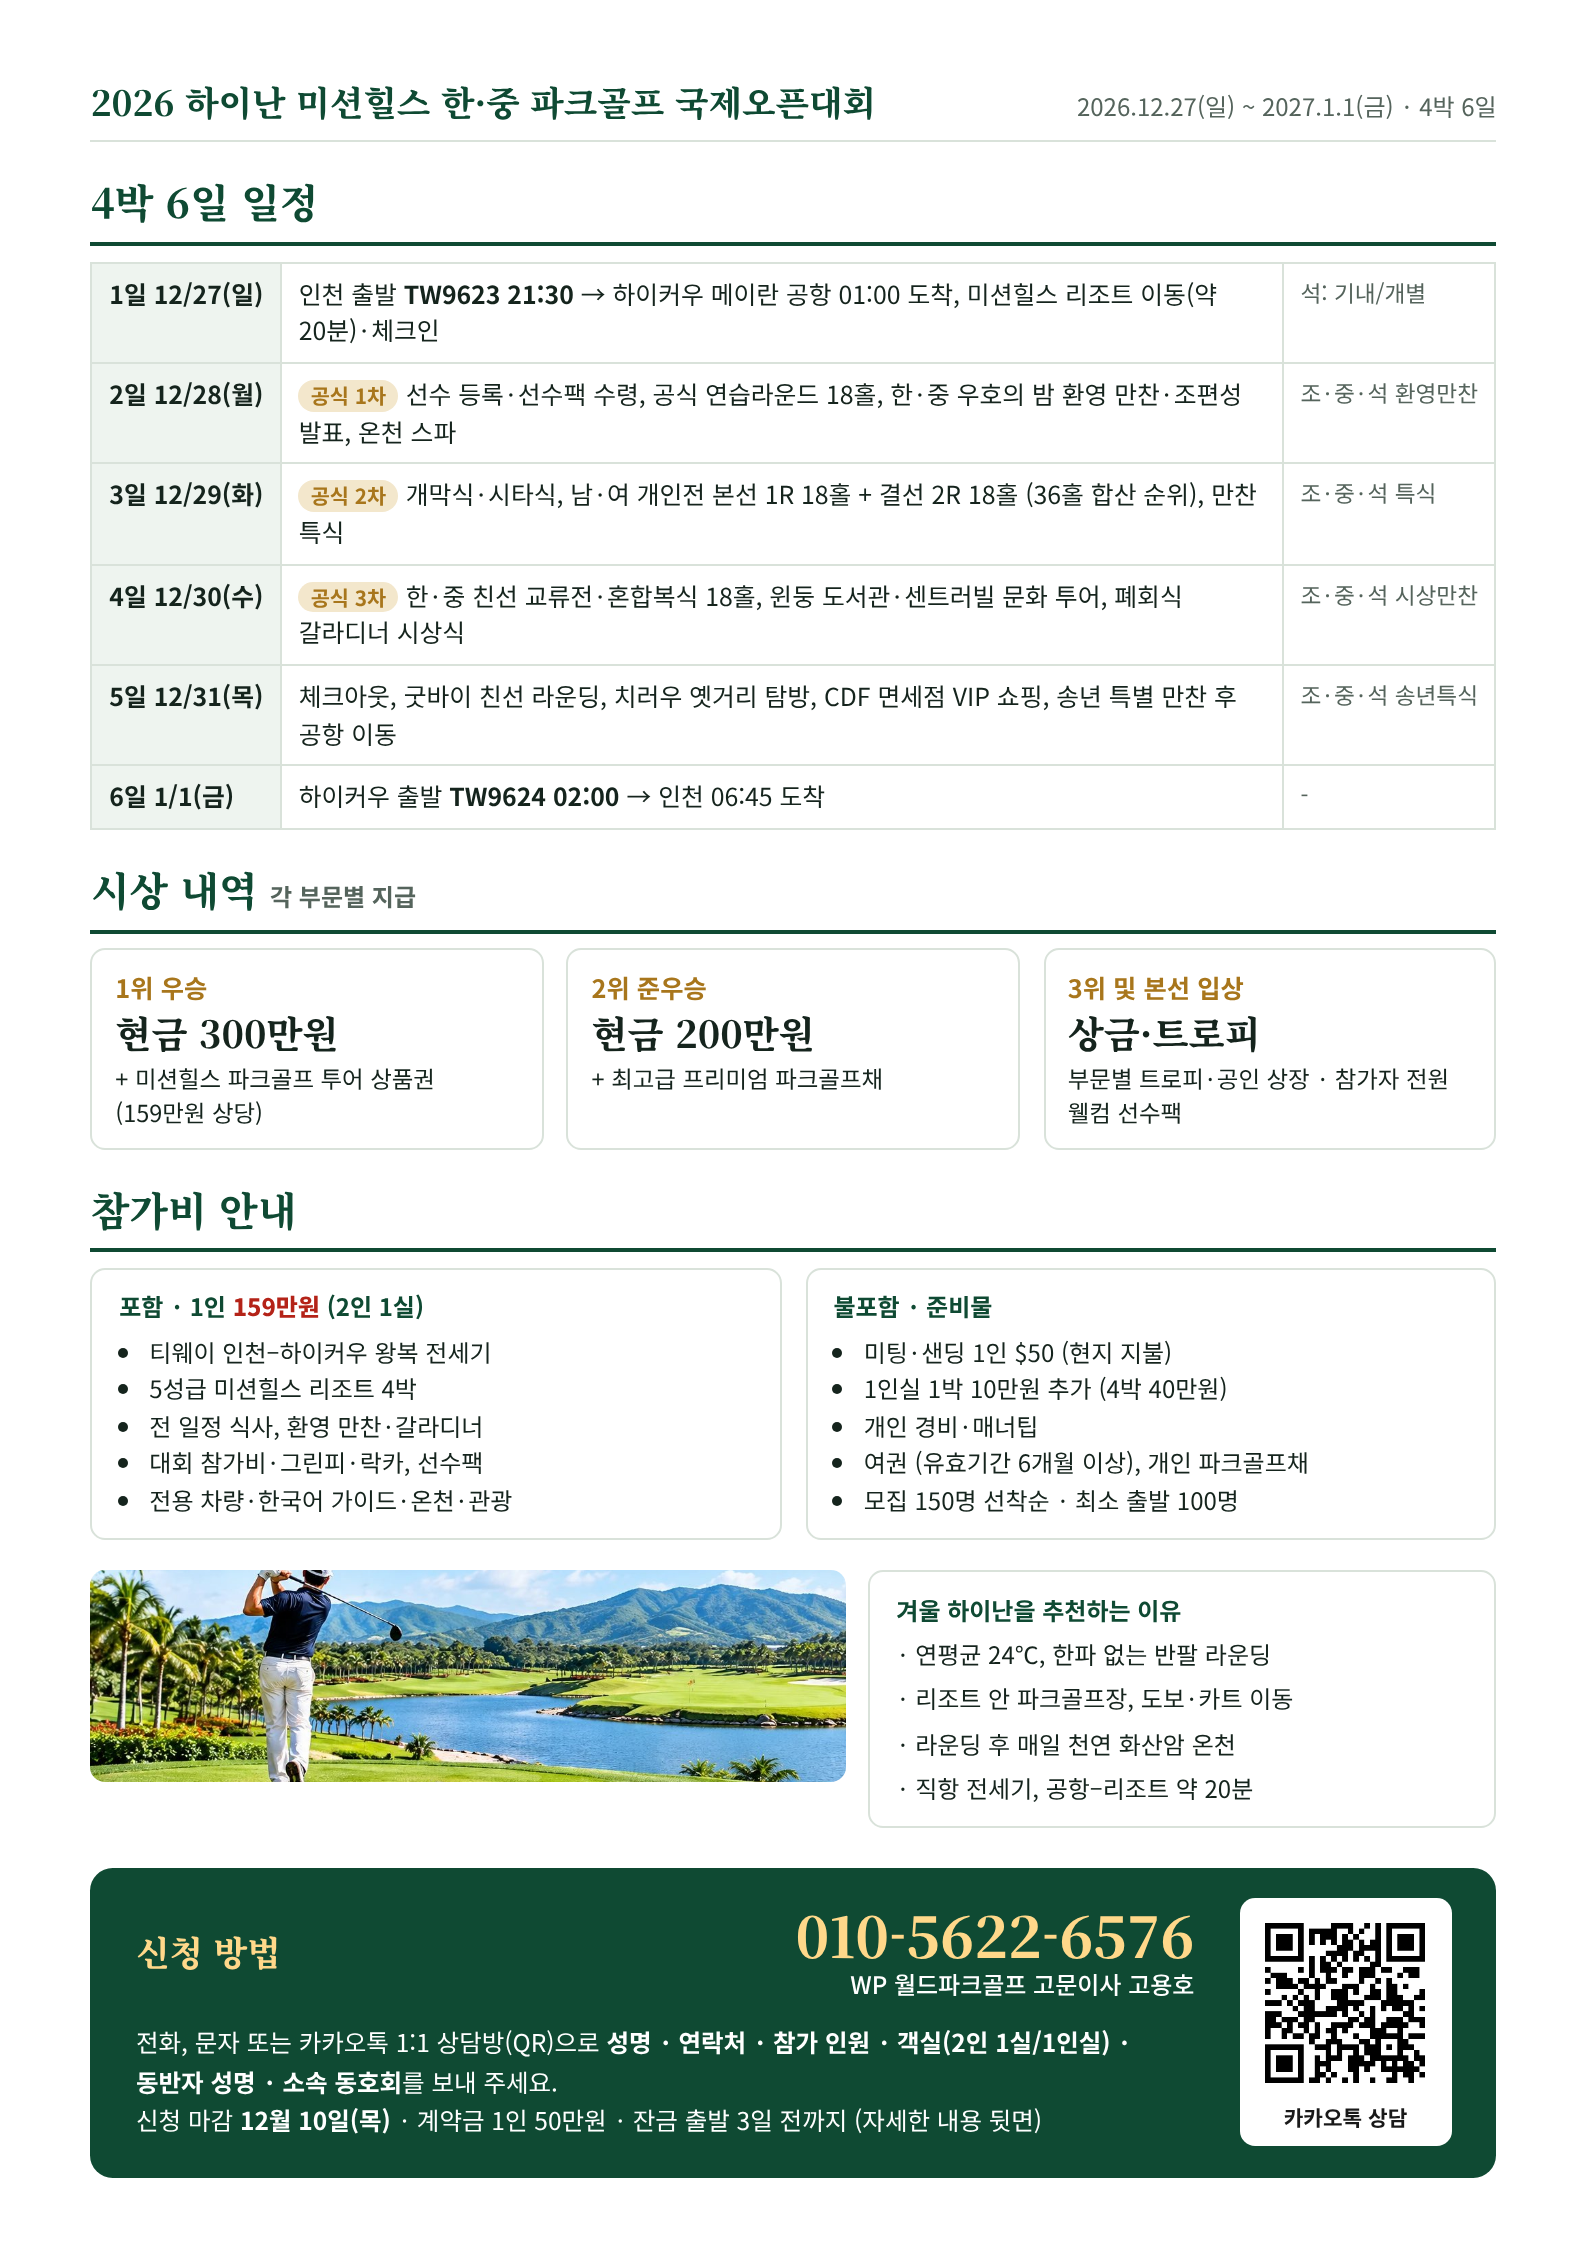 2026 하이난 미션힐스 한·중 파크골프 국제오픈대회
2026.12.27(일) ~ 2027.1.1(금) · 4박 6일
4박 6일 일정
1일 12/27(일)
인천 출발 TW9623 21:30 → 하이커우 메이란 공항 01:00 도착, 미션힐스 리조트 이동(약
20분)·체크인
석: 기내/개별
2일 12/28(월)
공식 1차 선수 등록·선수팩 수령, 공식 연습라운드 18홀, 한·중 우호의 밤 환영 만찬·조편성
발표, 온천 스파
조·중·석 환영만찬
3일 12/29(화)
공식 2차 개막식·시타식, 남·여 개인전 본선 1R 18홀 + 결선 2R 18홀 (36홀 합산 순위), 만찬
특식
조·중·석 특식
4일 12/30(수)
공식 3차 한·중 친선 교류전·혼합복식 18홀, 윈둥 도서관·센트러빌 문화 투어, 폐회식
갈라디너 시상식
조·중·석 시상만찬
5일 12/31(목)
체크아웃, 굿바이 친선 라운딩, 치러우 옛거리 탐방, CDF 면세점 VIP 쇼핑, 송년 특별 만찬 후
공항 이동
조·중·석 송년특식
6일 1/1(금)
하이커우 출발 TW9624 02:00 → 인천 06:45 도착
-
시상 내역 각 부문별 지급
1위 우승
현금 300만원
+ 미션힐스 파크골프 투어 상품권
(159만원 상당)
2위 준우승
현금 200만원
+ 최고급 프리미엄 파크골프채
3위 및 본선 입상
상금·트로피
부문별 트로피·공인 상장 · 참가자 전원
웰컴 선수팩
참가비 안내
포함 · 1인 159만원 (2인 1실)
• 티웨이 인천–하이커우 왕복 전세기
• 5성급 미션힐스 리조트 4박
• 전 일정 식사, 환영 만찬·갈라디너
• 대회 참가비·그린피·락카, 선수팩
• 전용 차량·한국어 가이드·온천·관광
불포함 · 준비물
• 미팅·샌딩 1인 $50 (현지 지불)
• 1인실 1박 10만원 추가 (4박 40만원)
• 개인 경비·매너팁
• 여권 (유효기간 6개월 이상), 개인 파크골프채
• 모집 150명 선착순 · 최소 출발 100명
겨울 하이난을 추천하는 이유
· 연평균 24℃, 한파 없는 반팔 라운딩
· 리조트 안 파크골프장, 도보·카트 이동
· 라운딩 후 매일 천연 화산암 온천
· 직항 전세기, 공항–리조트 약 20분
신청 방법
010-5622-6576
WP 월드파크골프 고문이사 고용호
전화, 문자 또는 카카오톡 1:1 상담방(QR)으로 성명 · 연락처 · 참가 인원 · 객실(2인 1실/1인실) ·
동반자 성명 · 소속 동호회를 보내 주세요.
신청 마감 12월 10일(목) · 계약금 1인 50만원 · 잔금 출발 3일 전까지 (자세한 내용 뒷면)
카카오톡 상담